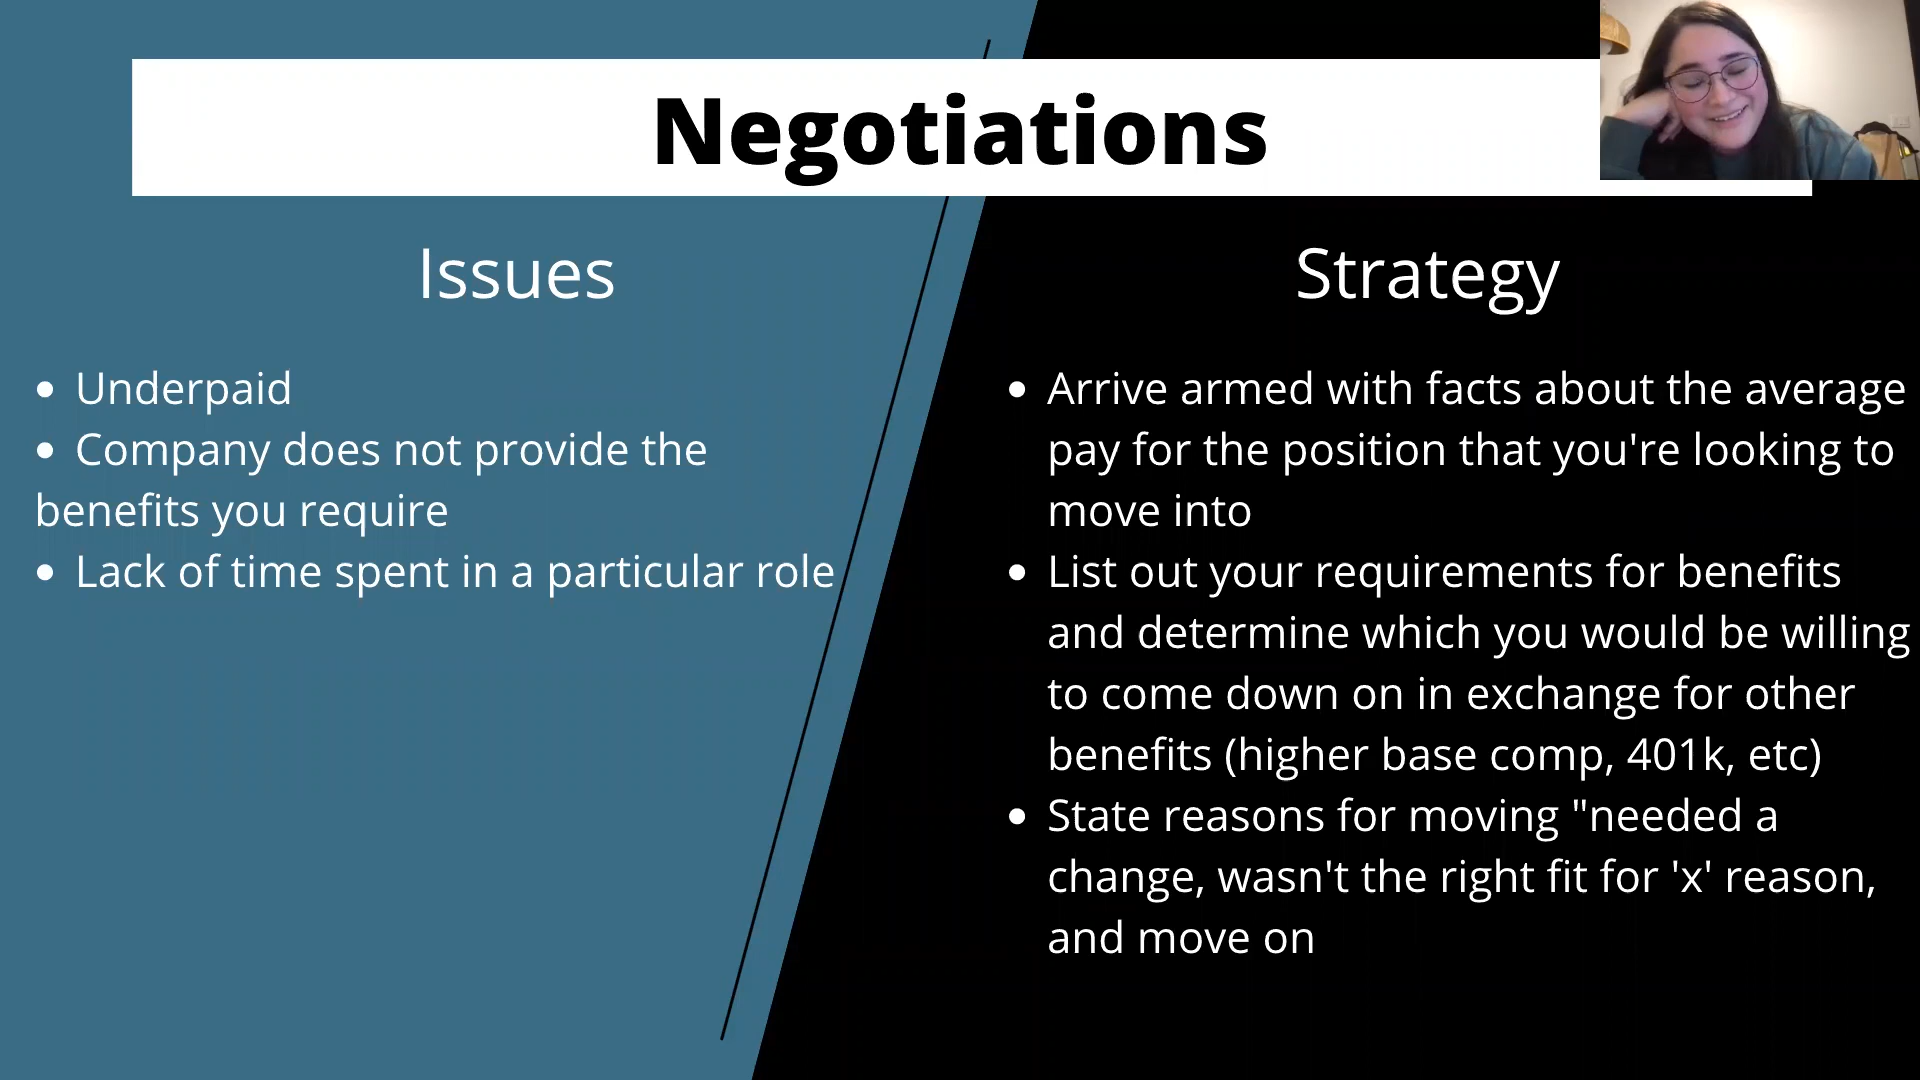 Negotiations
Issues
• Underpaid
• Company does not provide the
benefits you require
• Lack of time spent in a particular role
Strategy
• Arrive armed with facts about the average
pay for the position that you're looking to
move into
• List out your requirements for benefits
and determine which you would be willing
to come down on in exchange for other
benefits (higher base comp, 401k, etc)
• State reasons for moving "needed a
change, wasn't the right fit for 'x' reason,
and move on